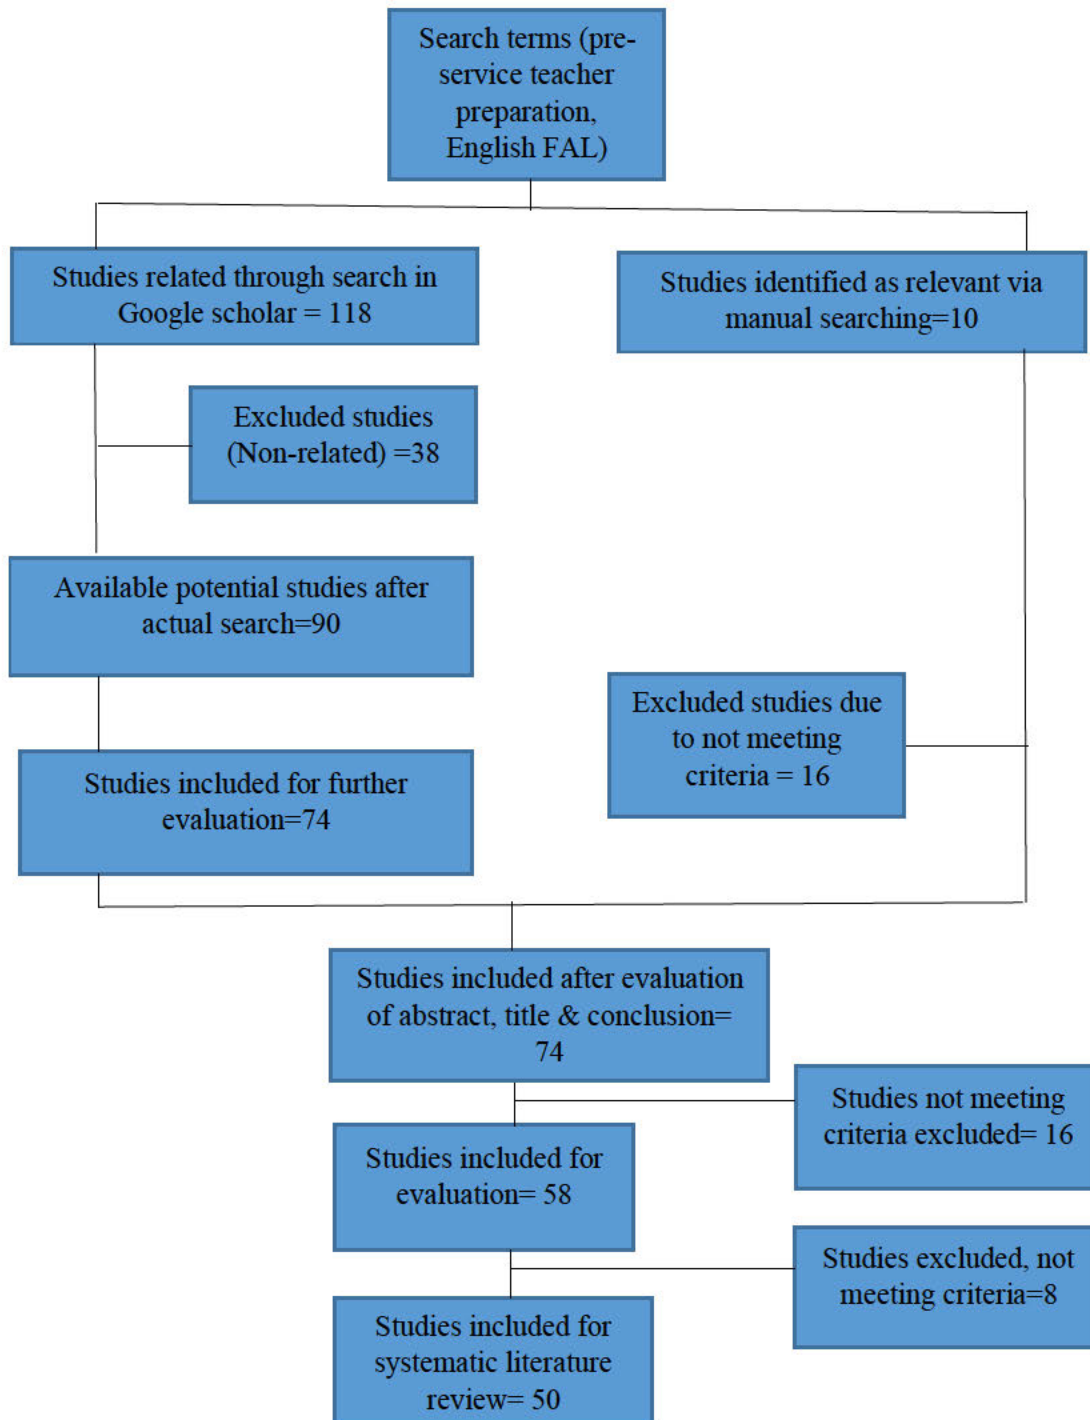 Search terms (pre-
service teacher
preparation,
English FAL)
Studies related through search in
Google scholar = 118
Studies identified as relevant via
manual searching=10
Excluded studies
(Non-related) =38
Available potential studies after
actual search=90
Excluded studies due
to not meeting
criteria = 16
Studies included for further
evaluation=74
Studies included after evaluation
of abstract, title & conclusion=
74
Studies not meeting
criteria excluded= 16
Studies included for
evaluation= 58
Studies excluded, not
meeting criteria=8
Studies included for
systematic literature
review= 50